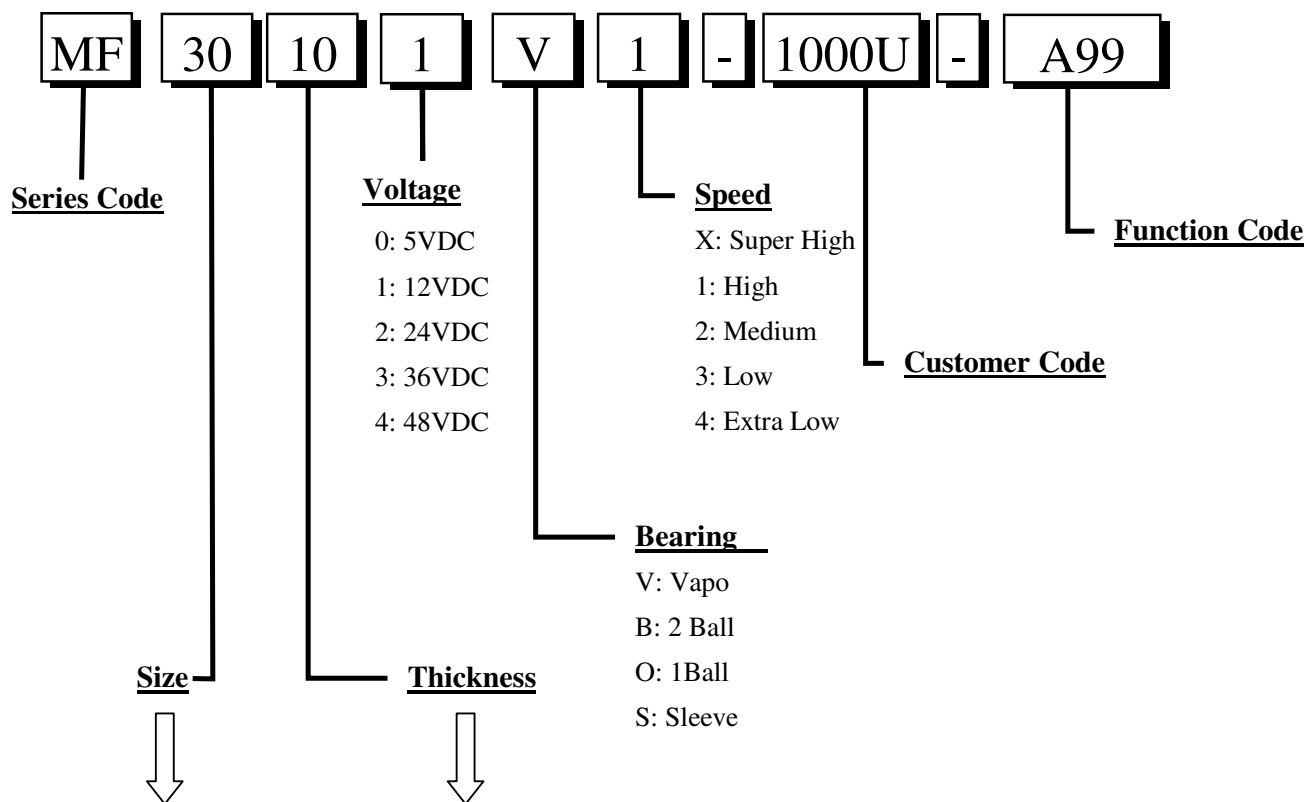 MF 30 10 1 V 1 - 1000U - A99
Series Code
Voltage
0: 5VDC
1: 12VDC
2: 24VDC
3: 36VDC
4: 48VDC
Speed
X: Super High
1: High
2: Medium
3: Low
4: Extra Low
Function Code
Customer Code
Bearing
V: Vapo
B: 2 Ball
O: 1Ball
S: Sleeve
Size
Thickness